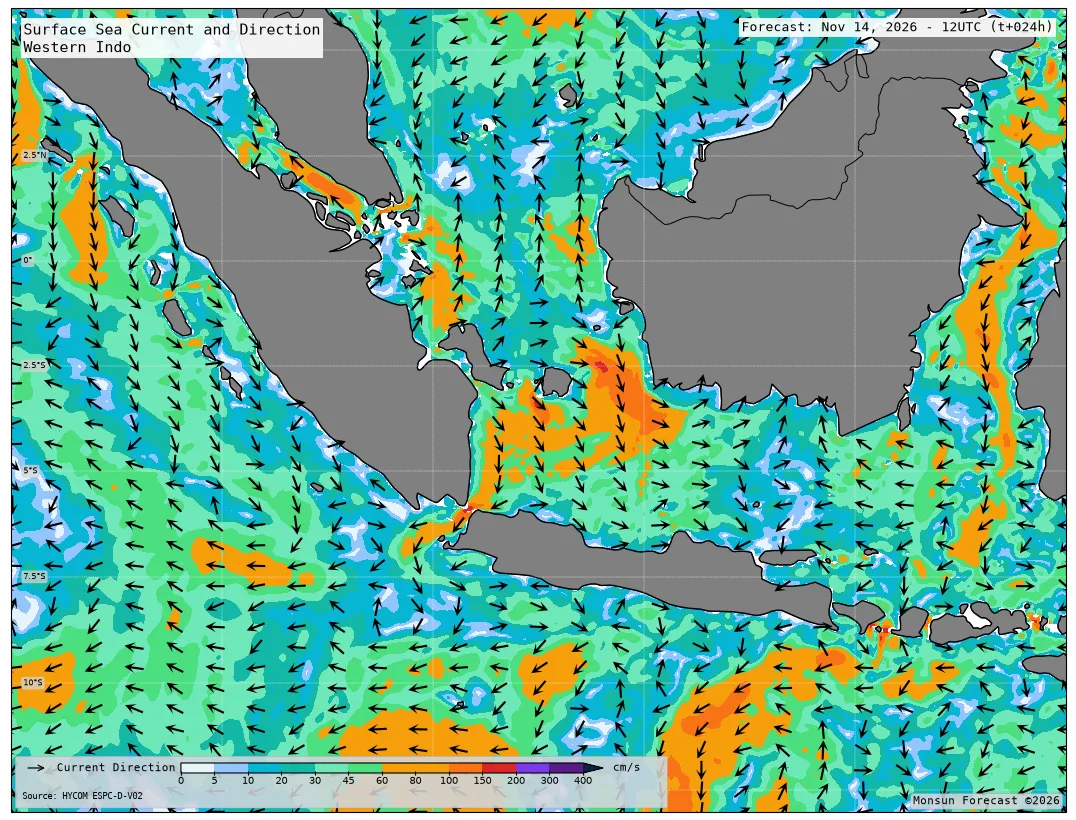 Surface Sea Current and Direction
Western Indo
Forecast: Nov 14, 2026 - 12UTC (t+024h)
2.5°N
0°
2.5°S
5°S
7.5°S
10°S
Current Direction
0 5 10 20 30 45 60 80 100 150 200 300 400
cm/s
Source: HYCOM ESPC-D-V02
Monsun Forecast ©2026